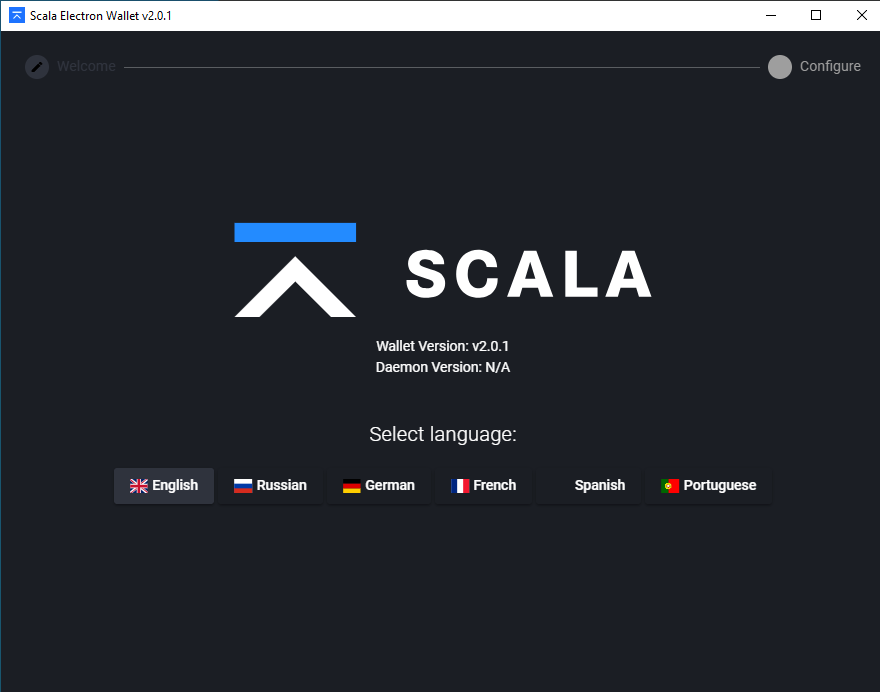 Scala Electron Wallet v2.0.1
Welcome
Configure
SCALA
Wallet Version: v2.0.1
Daemon Version: N/A
Select language:
English Russian German French Spanish Portuguese